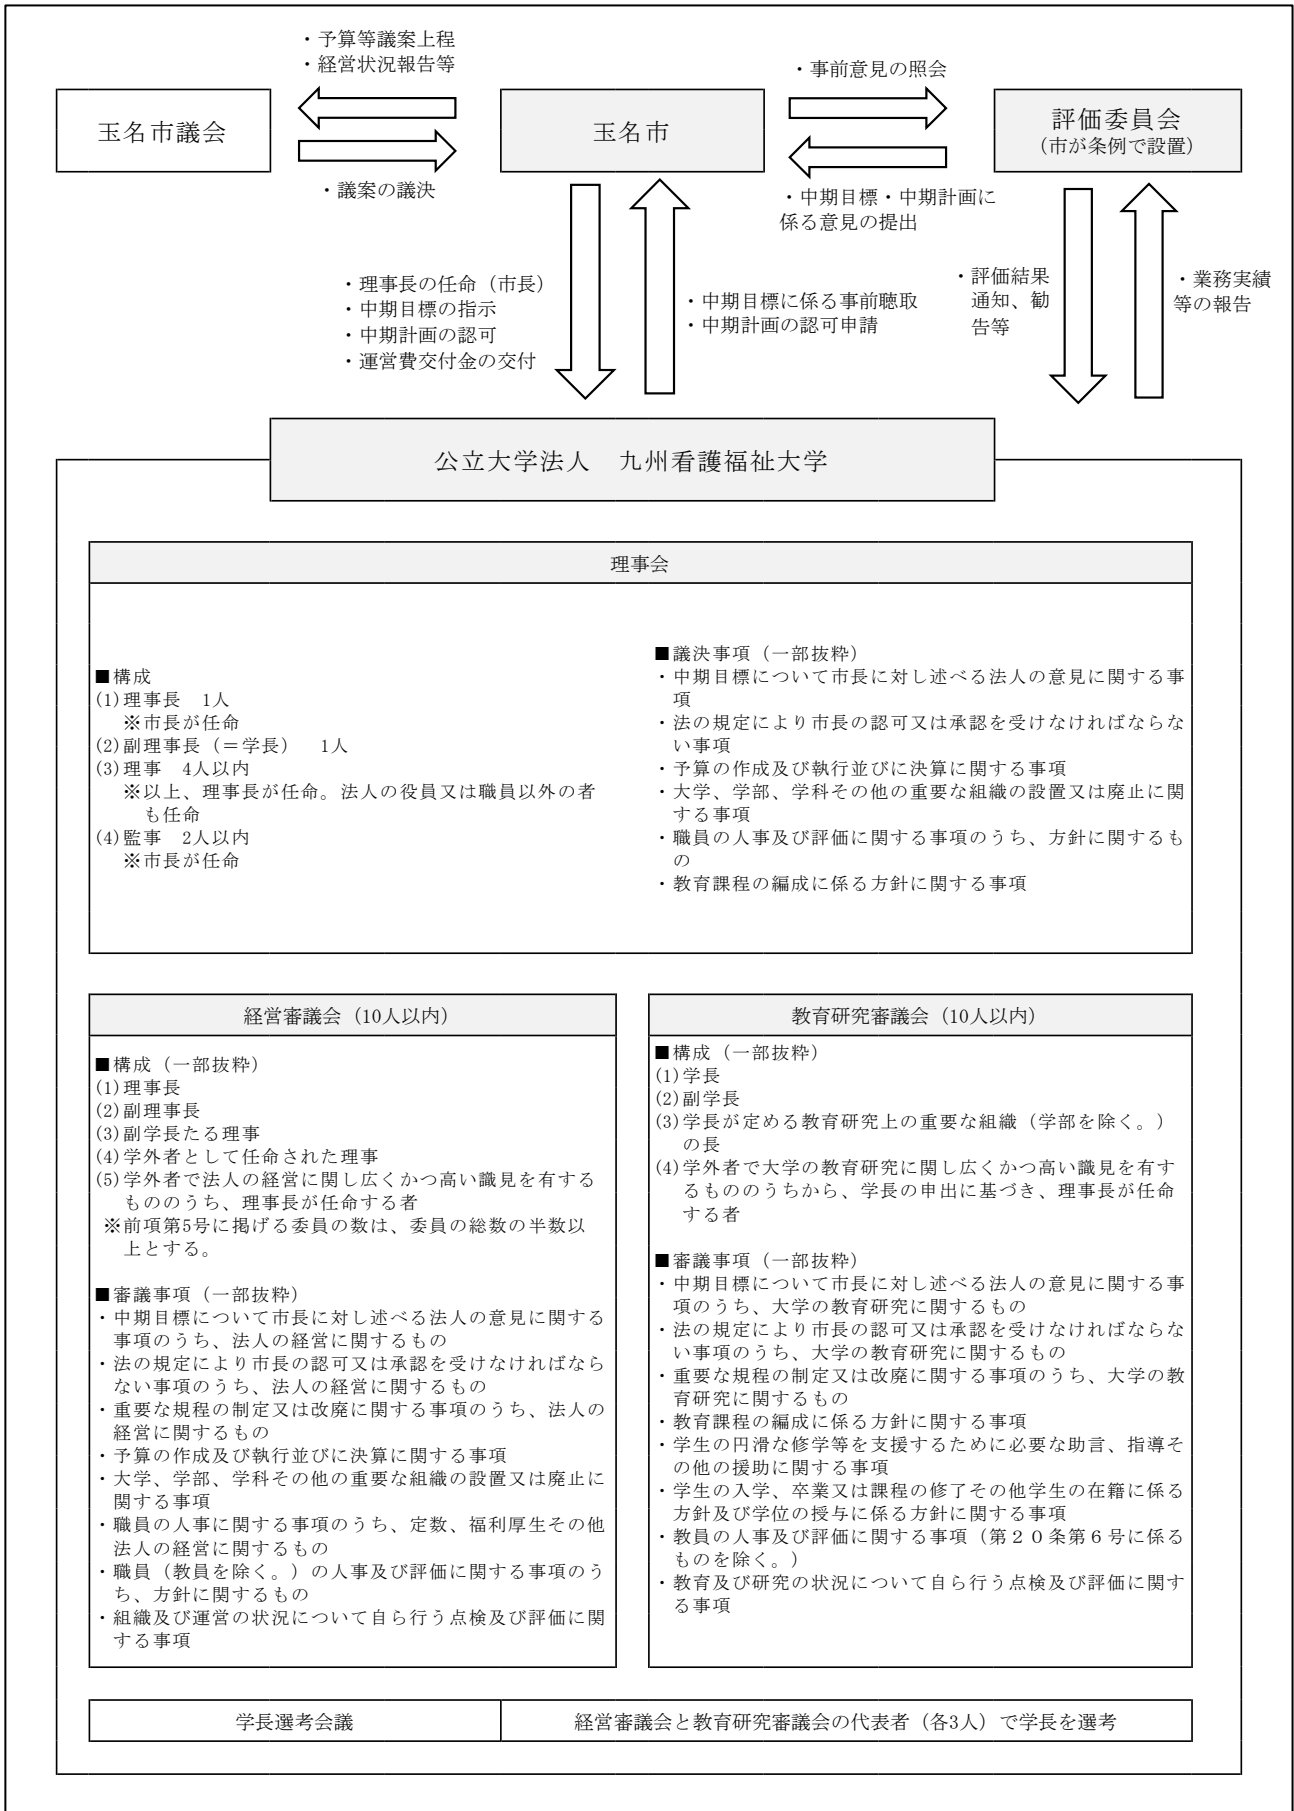 ・予算等議案上程
・経営状況報告等
・事前意見の照会
玉名市議会
玉名市
評価委員会
（市が条例で設置）
・議案の議決
・中期目標・中期計画に
係る意見の提出
・理事長の任命（市長）
・中期目標の指示
・中期計画の認可
・運営費交付金の交付
・中期目標に係る事前聴取
・中期計画の認可申請
・評価結果
通知、勧
告等
・業務実績
等の報告
公立大学法人　九州看護福祉大学
理事会
■構成
(1)理事長　1人
※市長が任命
(2)副理事長（＝学長）　1人
(3)理事　4人以内
※以上、理事長が任命。法人の役員又は職員以外の者
も任命
(4)監事　2人以内
※市長が任命
■議決事項（一部抜粋）
・中期目標について市長に対し述べる法人の意見に関する事
項
・法の規定により市長の認可又は承認を受けなければならな
い事項
・予算の作成及び執行並びに決算に関する事項
・大学、学部、学科その他の重要な組織の設置又は廃止に関
する事項
・職員の人事及び評価に関する事項のうち、方針に関するも
の
・教育課程の編成に係る方針に関する事項
経営審議会（10人以内）
■構成（一部抜粋）
(1)理事長
(2)副理事長
(3)副学長たる理事
(4)学外者として任命された理事
(5)学外者で法人の経営に関し広くかつ高い識見を有する
もののうち、理事長が任命する者
※前項第5号に掲げる委員の数は、委員の総数の半数以
上とする。
■審議事項（一部抜粋）
・中期目標について市長に対し述べる法人の意見に関する
事項のうち、法人の経営に関するもの
・法の規定により市長の認可又は承認を受けなければなら
ない事項のうち、法人の経営に関するもの
・重要な規程の制定又は改廃に関する事項のうち、法人の
経営に関するもの
・予算の作成及び執行並びに決算に関する事項
・大学、学部、学科その他の重要な組織の設置又は廃止に
関する事項
・職員の人事に関する事項のうち、定数、福利厚生その他
法人の経営に関するもの
・職員（教員を除く。）の人事及び評価に関する事項のう
ち、方針に関するもの
・組織及び運営の状況について自ら行う点検及び評価に関
する事項
教育研究審議会（10人以内）
■構成（一部抜粋）
(1)学長
(2)副学長
(3)学長が定める教育研究上の重要な組織（学部を除く。）
の長
(4)学外者で大学の教育研究に関し広くかつ高い識見を有す
るもののうちから、学長の申出に基づき、理事長が任命
する者
■審議事項（一部抜粋）
・中期目標について市長に対し述べる法人の意見に関する事
項のうち、大学の教育研究に関するもの
・法の規定により市長の認可又は承認を受けなければならな
い事項のうち、大学の教育研究に関するもの
・重要な規程の制定又は改廃に関する事項のうち、大学の教
育研究に関するもの
・教育課程の編成に係る方針に関する事項
・学生の円滑な修学等を支援するために必要な助言、指導そ
の他の援助に関する事項
・学生の入学、卒業又は課程の修了その他学生の在籍に係る
方針及び学位の授与に係る方針に関する事項
・教員の人事及び評価に関する事項（第２０条第６号に係る
ものを除く。）
・教育及び研究の状況について自ら行う点検及び評価に関す
る事項
学長選考会議
経営審議会と教育研究審議会の代表者（各3人）で学長を選考